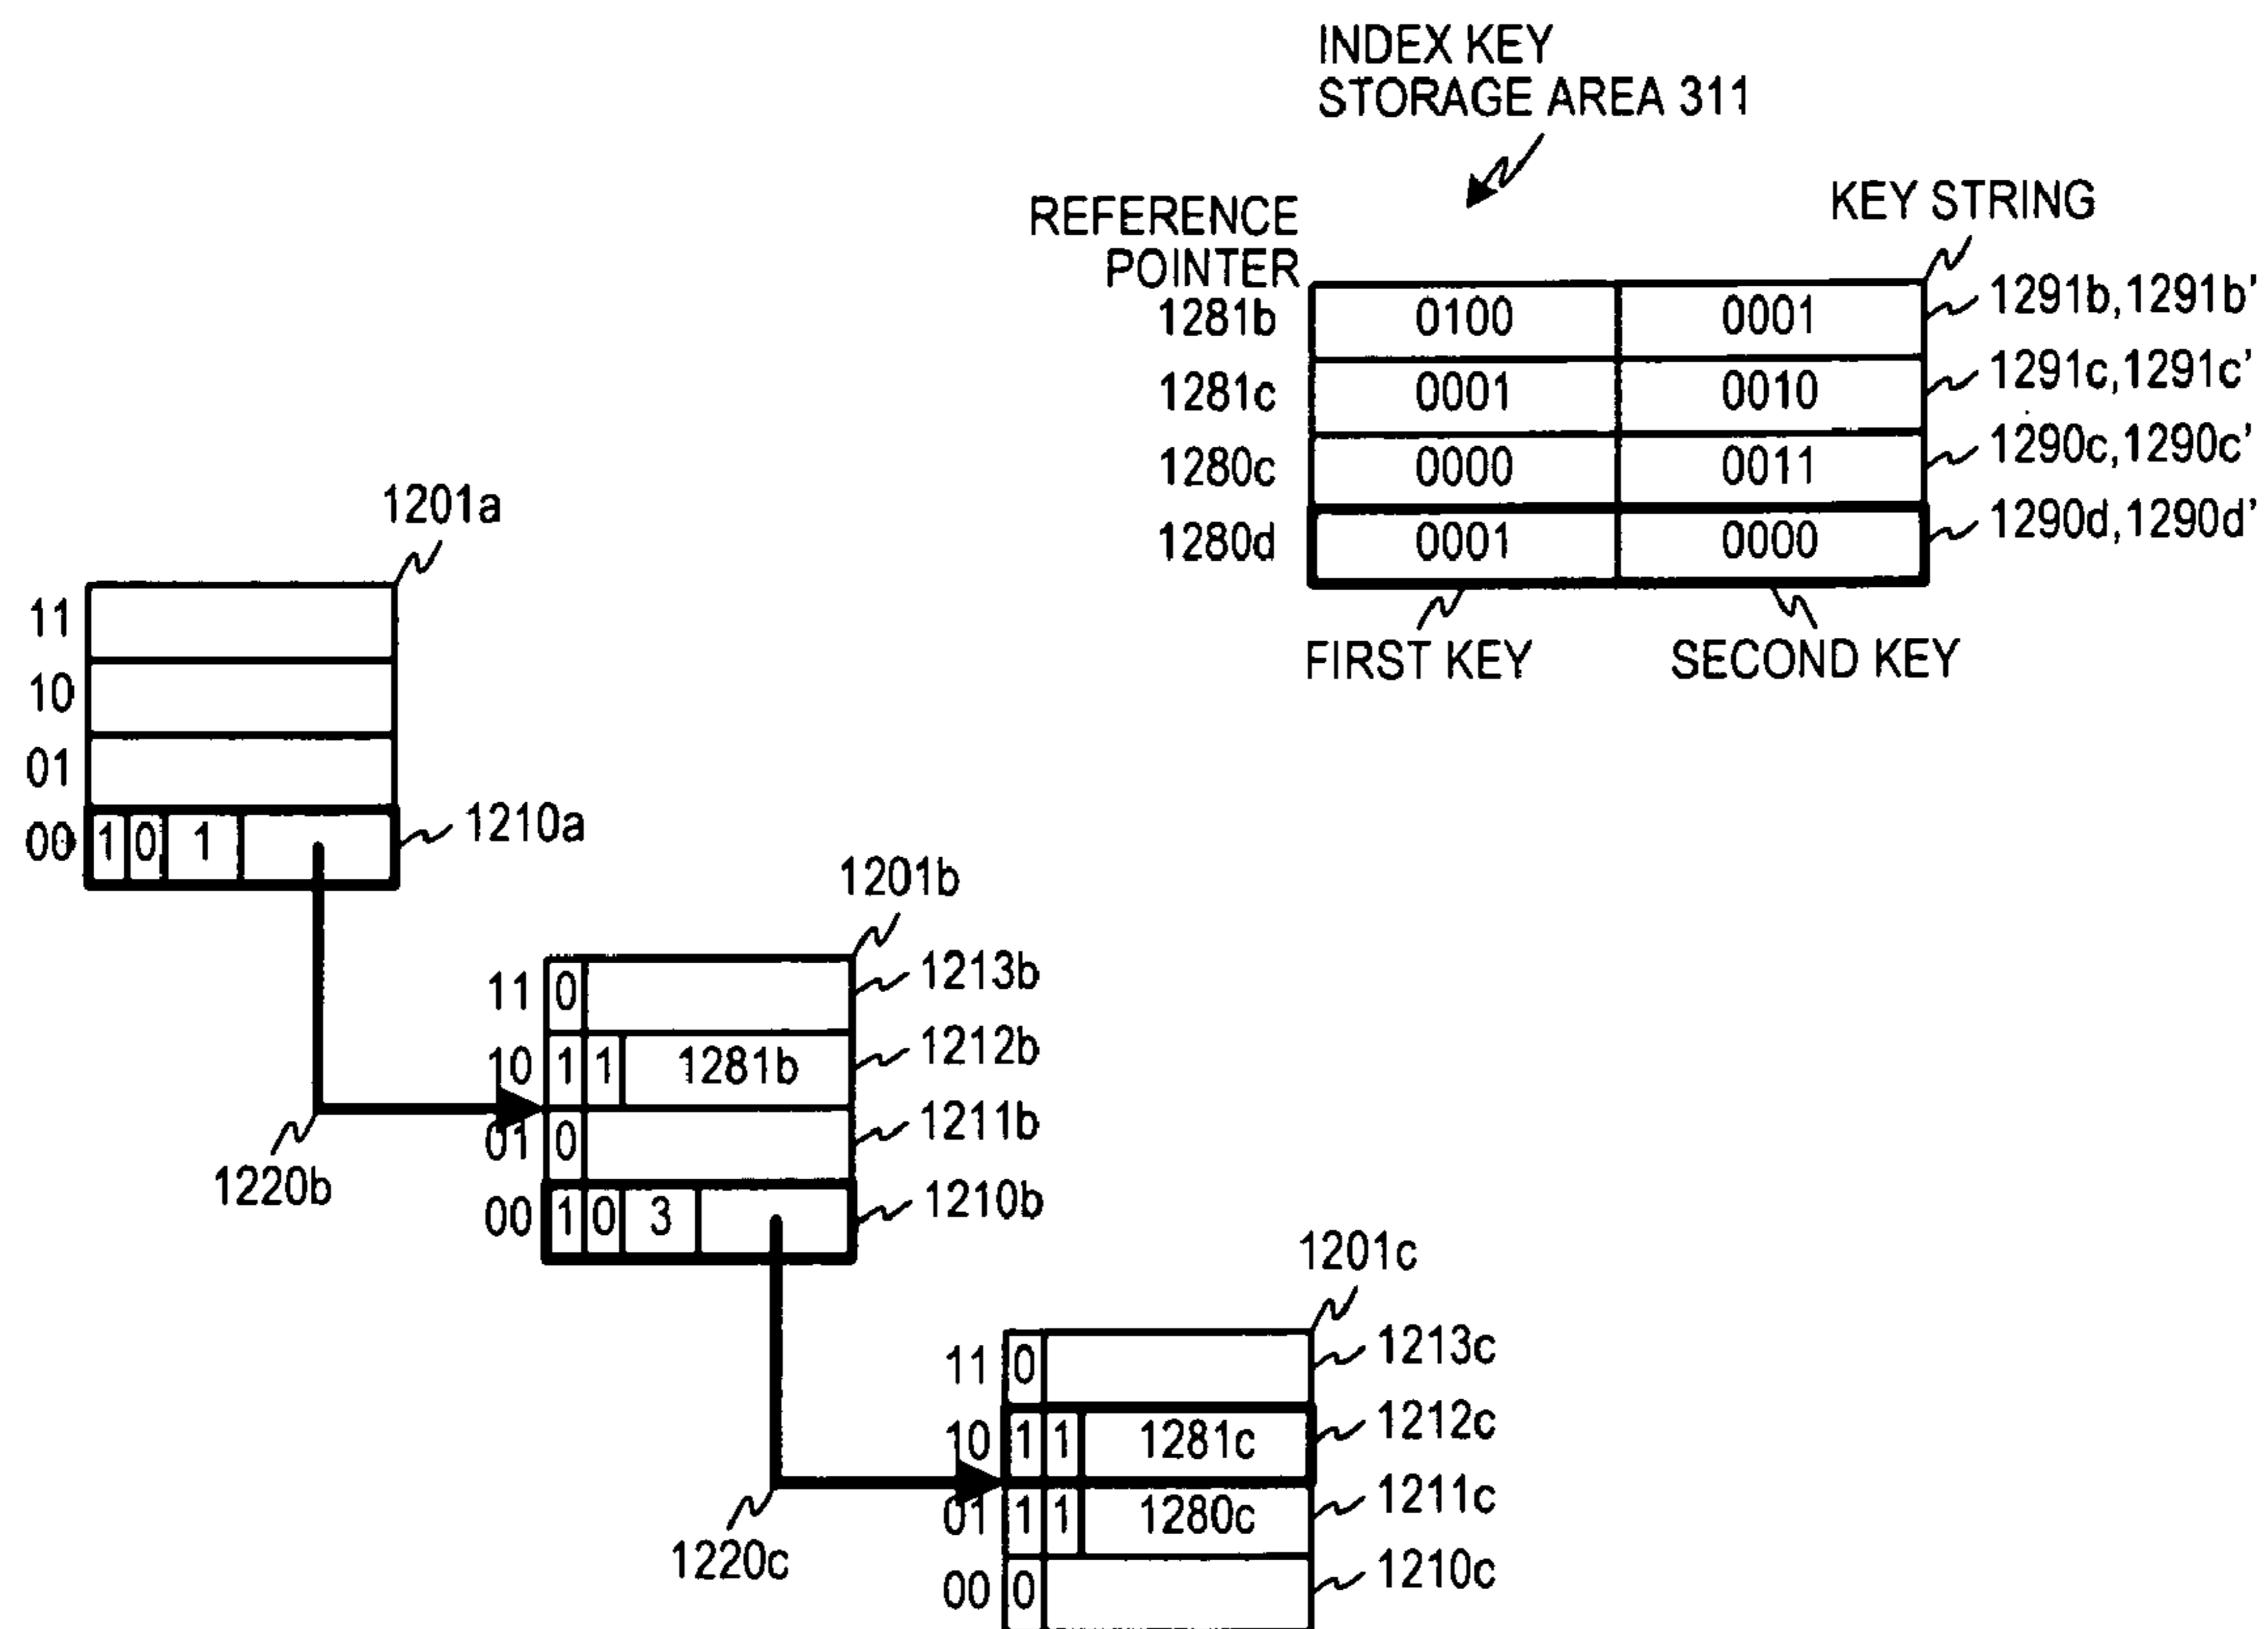 INDEX KEY
STORAGE AREA 311
REFERENCE
POINTER
KEY STRING
1281b 0100 0001 1291b,1291b'
1281c 0001 0010 1291c,1291c'
1280c 0000 0011 1290c,1290c'
1280d 0001 0000 1290d,1290d'
FIRST KEY SECOND KEY
1201a
11
10
01
00 1 0 1 1210a
1220b
1201b
11 0 1213b
10 1 1 1281b 1212b
01 0 1211b
00 1 0 3 1210b
1220c
1201c
11 0 1213c
10 1 1 1281c 1212c
01 1 1 1280c 1211c
00 0 1210c